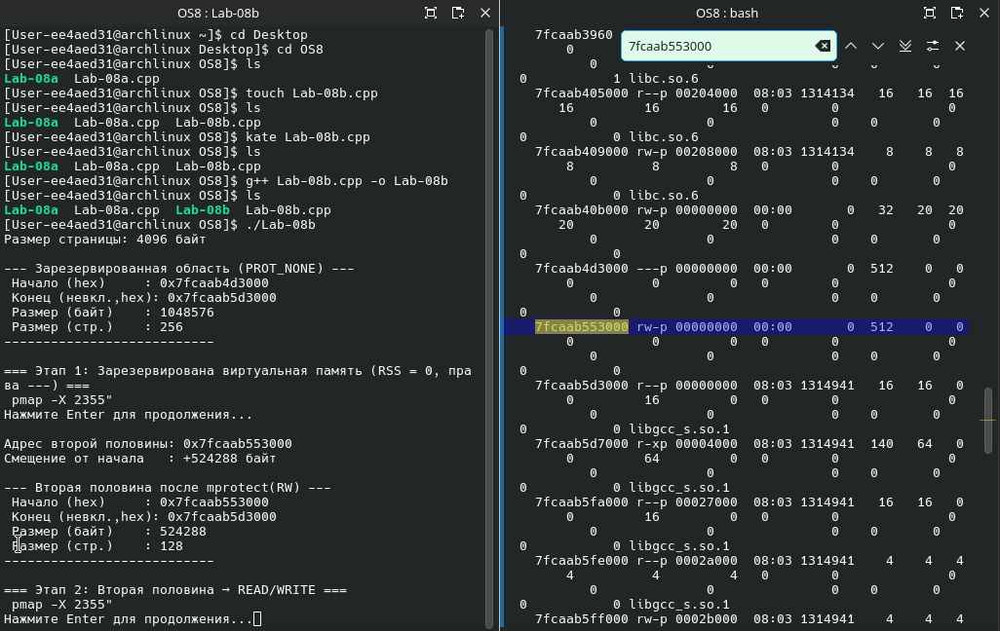 OS8 : Lab-08b
[User-ee4aed31@archlinux ~]$ cd Desktop
[User-ee4aed31@archlinux Desktop]$ cd OS8
[User-ee4aed31@archlinux OS8]$ ls
Lab-08a  Lab-08a.cpp
[User-ee4aed31@archlinux OS8]$ touch Lab-08b.cpp
[User-ee4aed31@archlinux OS8]$ ls
Lab-08a  Lab-08a.cpp  Lab-08b.cpp
[User-ee4aed31@archlinux OS8]$ kate Lab-08b.cpp
[User-ee4aed31@archlinux OS8]$ ls
Lab-08a  Lab-08a.cpp  Lab-08b.cpp
[User-ee4aed31@archlinux OS8]$ g++ Lab-08b.cpp -o Lab-08b
[User-ee4aed31@archlinux OS8]$ ls
Lab-08a  Lab-08a.cpp  Lab-08b  Lab-08b.cpp
[User-ee4aed31@archlinux OS8]$ ./Lab-08b
Размер страницы: 4096 байт
--- Зарезервированная область (PROT_NONE) ---
Начало (hex)    : 0x7fcaab4d3000
Конец (невкл.,hex): 0x7fcaab5d3000
Размер (байт)    : 1048576
Размер (стр.)    : 256
---------------------------
=== Этап 1: Зарезервирована виртуальная память (RSS = 0, пра
ва ---) ===
pmap -X 2355"
Нажмите Enter для продолжения...
Адрес второй половины: 0x7fcaab553000
Смещение от начала   : +524288 байт
--- Вторая половина после mprotect(RW) ---
Начало (hex)    : 0x7fcaab553000
Конец (невкл.,hex): 0x7fcaab5d3000
Размер (байт)    : 524288
Размер (стр.)    : 128
---------------------------
=== Этап 2: Вторая половина → READ/WRITE ===
pmap -X 2355"
Нажмите Enter для продолжения...
OS8 : bash
7fcaab553000
7fcaab3960
0
0
0 1 libc.so.6
7fcaab405000 r--p 00204000 08:03 1314134 16 16 16
16 16 16 0 0 0
0 0 0
0 0 libc.so.6
7fcaab409000 rw-p 00208000 08:03 1314134 8 8 8
8 8 8 0 0 0
0 0 0
0 0 libc.so.6
7fcaab40b000 rw-p 00000000 00:00 0 32 20 20
20 20 20 0 0 0
0 0 0
0 0
7fcaab4d3000 ---p 00000000 00:00 0 512 0 0
0 0 0 0 0 0
0 0 0
0 0
7fcaab553000 rw-p 00000000 00:00 0 512 0 0
0 0 0 0 0 0
0 0 0
0 0
7fcaab5d3000 r--p 00000000 08:03 1314941 16 16 0
0 16 0 0 0 0
0 0 0
0 0 libgcc_s.so.1
7fcaab5d7000 r-xp 00004000 08:03 1314941 140 64 0
0 64 0 0 0 0
0 0 0
0 0 libgcc_s.so.1
7fcaab5fa000 r--p 00027000 08:03 1314941 16 16 0
0 16 0 0 0 0
0 0 0
0 0 libgcc_s.so.1
7fcaab5fe000 r--p 0002a000 08:03 1314941 4 4 4
4 4 4 0 0 0
0 0 0
0 0 libgcc_s.so.1
7fcaab5ff000 rw-p 0002b000 08:03 1314941 4 4 4